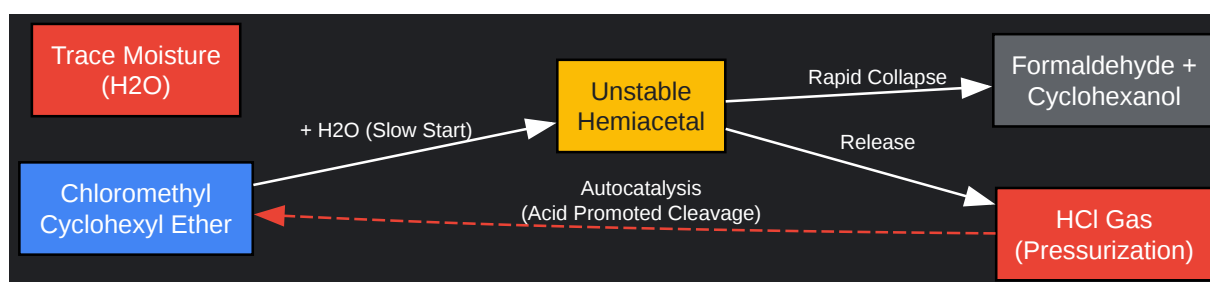 Trace Moisture
(H2O)
Chloromethyl
Cyclohexyl Ether
+ H2O (Slow Start)
Unstable
Hemiacetal
Rapid Collapse
Formaldehyde +
Cyclohexanol
Release
Autocatalysis
(Acid Promoted Cleavage)
HCl Gas
(Pressurization)